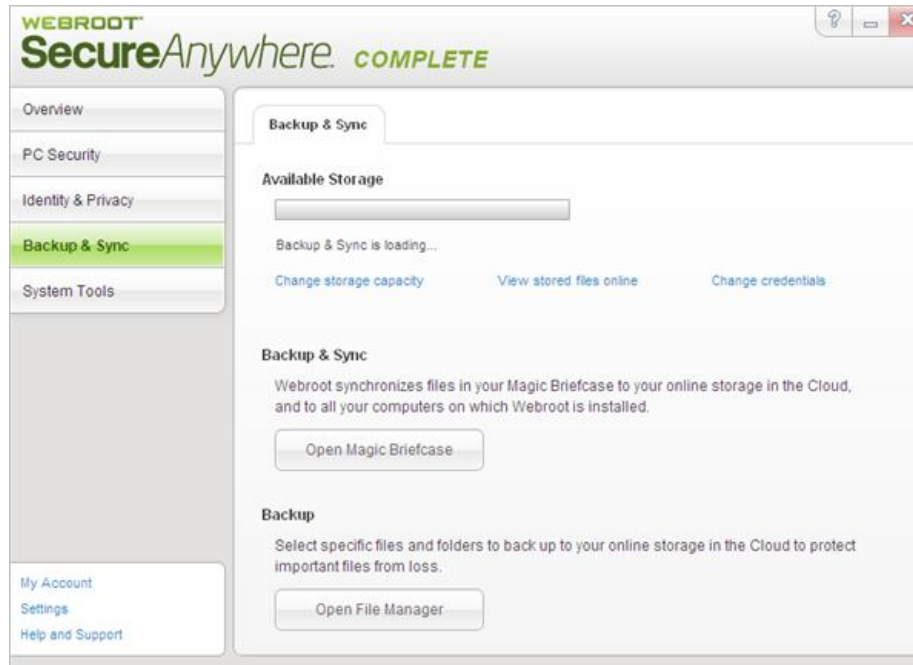 WEBROOT
SecureAnywhere. COMPLETE
?
Overview
PC Security
Identity & Privacy
Backup & Sync
System Tools
My Account
Settings
Help and Support
Backup & Sync
Available Storage
Backup & Sync is loading...
Change storage capacity View stored files online Change credentials
Backup & Sync
Webroot synchronizes files in your Magic Briefcase to your online storage in the Cloud,
and to all your computers on which Webroot is installed.
Open Magic Briefcase
Backup
Select specific files and folders to back up to your online storage in the Cloud to protect
important files from loss.
Open File Manager